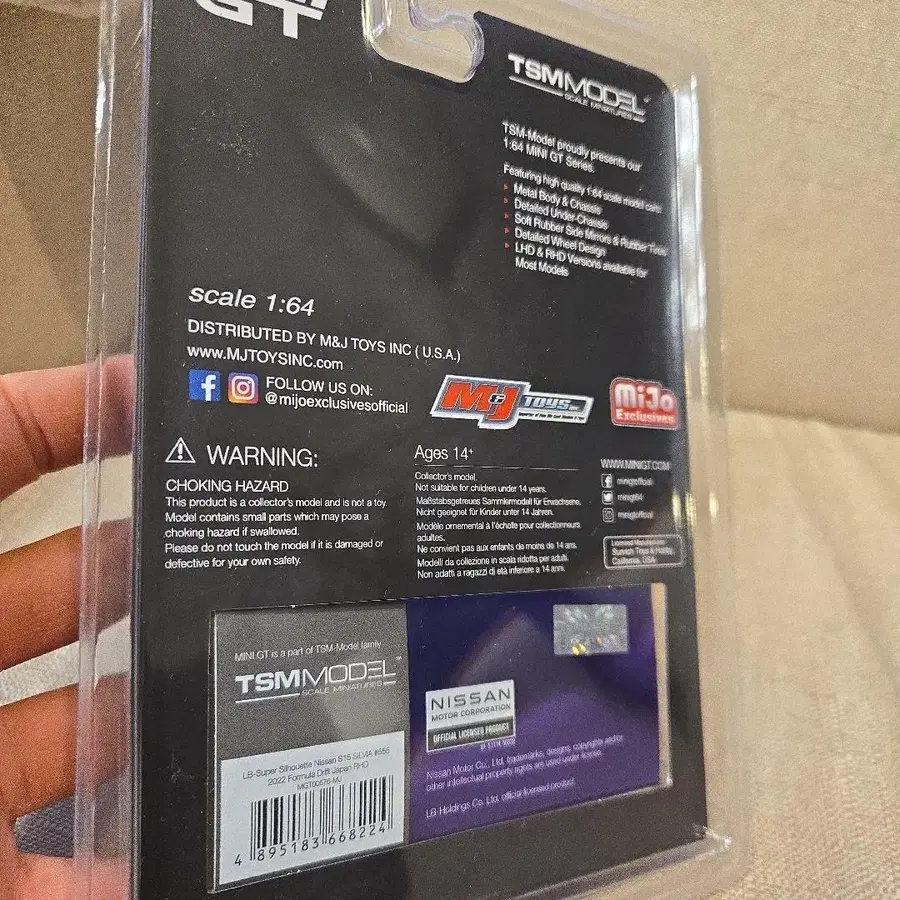 GT
TSMMODEL
SCALE MINIATURES
TSM-Model proudly presents our
1:64 MINI GT Series.
Featuring high quality 1:64 scale model cars:
Metal Body & Chassis
Detailed Under-Chassis
Soft Rubber Side Mirrors & Rubber Tires
Detailed Wheel Design
LHD & RHD Versions available for
Most Models
scale 1:64
DISTRIBUTED BY M&J TOYS INC ( U.S.A.)
www.MJTOYSINC.com
FOLLOW US ON:
@mijoexclusivesofficial
M&J TOYS INC.
MiJo
Exclusives
WARNING:
CHOKING HAZARD
This product is a collector's model and is not a toy.
Model contains small parts which may pose a
choking hazard if swallowed.
Please do not touch the model if it is damaged or
defective for your own safety.
Ages 14+
Collector's model.
Not suitable for children under 14 years.
Maßstabsgetreues Sammlermodell für Erwachsene.
Nicht geeignet für Kinder unter 14 Jahren.
Modèle ornemental à l'échelle pour collectionneurs
adultes.
Ne convient pas aux enfants de moins de 14 ans.
Modelli da collezione in scala ridotta per adulti.
Non adatti a ragazzi di età inferiore a 14 anni.
WWW.MINIGT.COM
minigtofficial
minigt64
minigtofficial
Licensed Manufacturer
Sunrich Toys & Hobby
California, USA
MINI GT is a part of TSM-Model family
TSMMODEL™
SCALE MINIATURES
NISSAN
MOTOR CORPORATION
OFFICIAL LICENSED PRODUCT
Nissan Motor Co., Ltd. trademarks, designs, copyrights and/or
other intellectual property rights are used under license.
LB-Holdings Co. Ltd. official licensed product.
LB-Super Silhouette Nissan S15 SILVIA #555
2022 Formula Drift Japan RHD
MGT00576-MJ
4 895183 668224